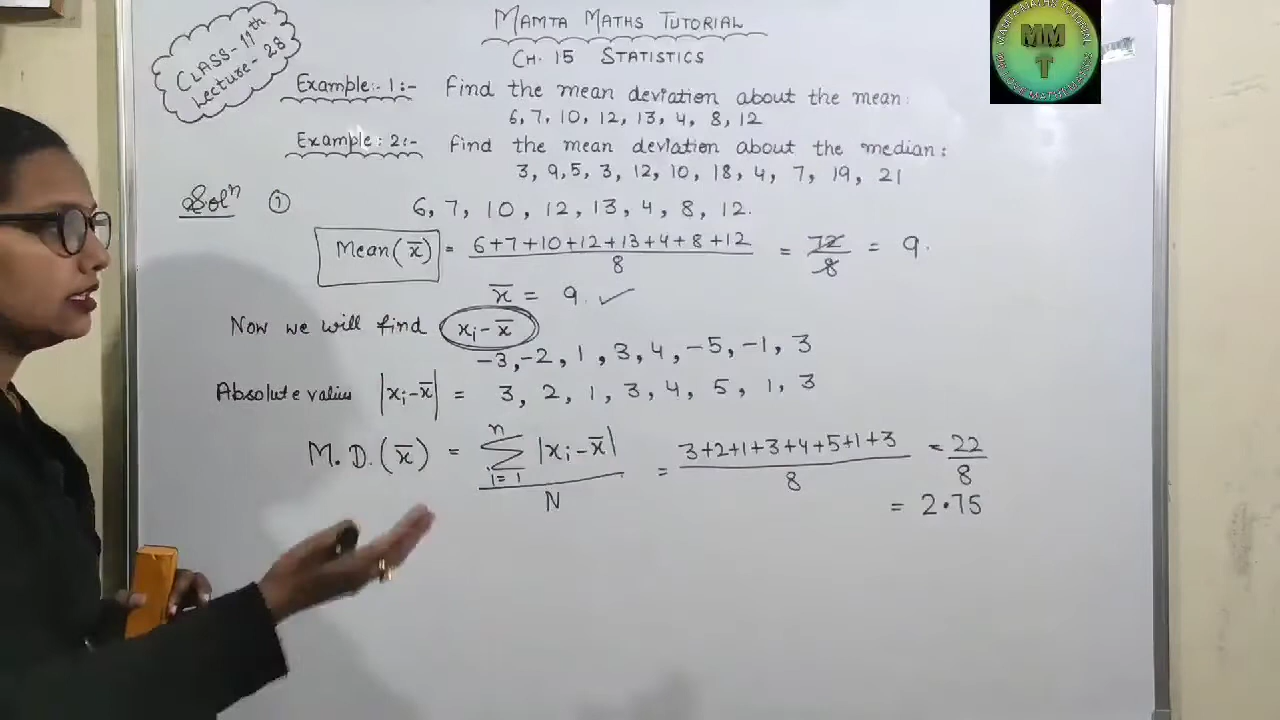 CLASS-11th
Lecture-28
MAMTA MATHS TUTORIAL
CH. 15 STATISTICS
MM
T
Example:- 1:- Find the mean deviation about the mean:
6, 7, 10, 12, 13, 4, 8, 12
Example: 2:- Find the mean deviation about the median:
3, 9, 5, 3, 12, 10, 18, 4, 7, 19, 21
Solⁿ ① 6, 7, 10, 12, 13, 4, 8, 12.
Mean(x̅) = 6+7+10+12+13+4+8+12 / 8 = 72/8 = 9.
x̅ = 9. ✓
Now we will find xi-x̅
-3, -2, 1, 3, 4, -5, -1, 3
Absolute values |xi-x̅| = 3, 2, 1, 3, 4, 5, 1, 3
M.D.(x̅) = n∑i=1 |xi-x̅| / N = 3+2+1+3+4+5+1+3 / 8 = 22/8
= 2.75